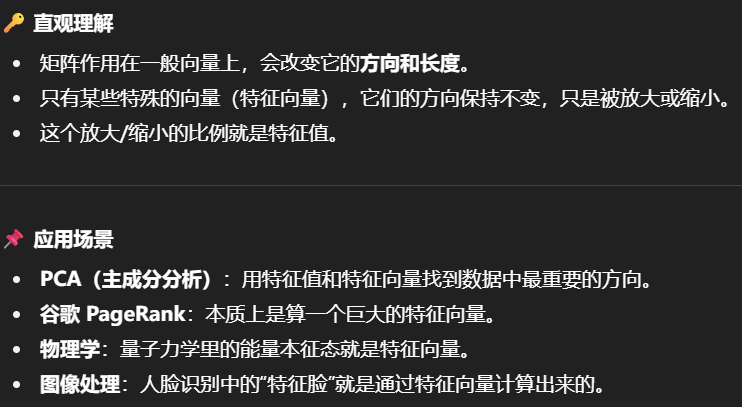 🔑 直观理解
• 矩阵作用在一般向量上，会改变它的方向和长度。
• 只有某些特殊的向量（特征向量），它们的方向保持不变，只是被放大或缩小。
• 这个放大/缩小的比例就是特征值。
📌 应用场景
• PCA（主成分分析）：用特征值和特征向量找到数据中最重要的方向。
• 谷歌 PageRank：本质上是算一个巨大的特征向量。
• 物理学：量子力学里的能量本征态就是特征向量。
• 图像处理：人脸识别中的“特征脸”就是通过特征向量计算出来的。